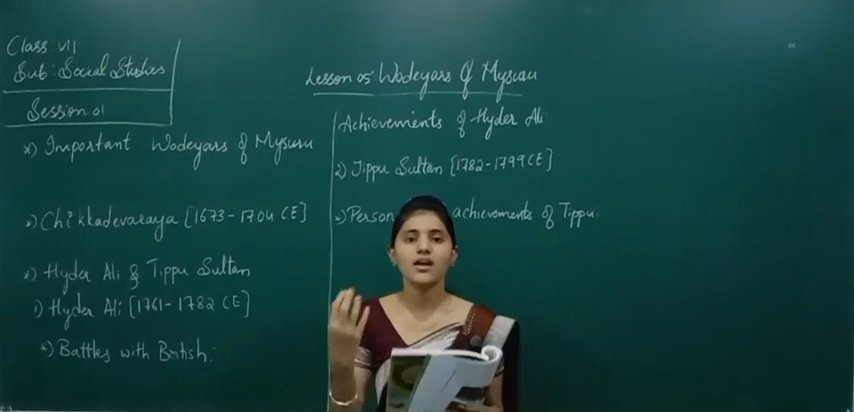 Class VII
Sub: Social Studies
Session 01
Lesson 05 Wodeyars Of Mysuru
*) Important Wodeyars of Mysuru
*) Chikkadevaraya [1673-1704 CE]
*) Hyder Ali & Tippu Sultan
1) Hyder Ali [1761-1782 CE]
*) Battles with British:
Achievements of Hyder Ali
2) Tippu Sultan [1782-1799 CE]
*) Person achievements of Tippu.